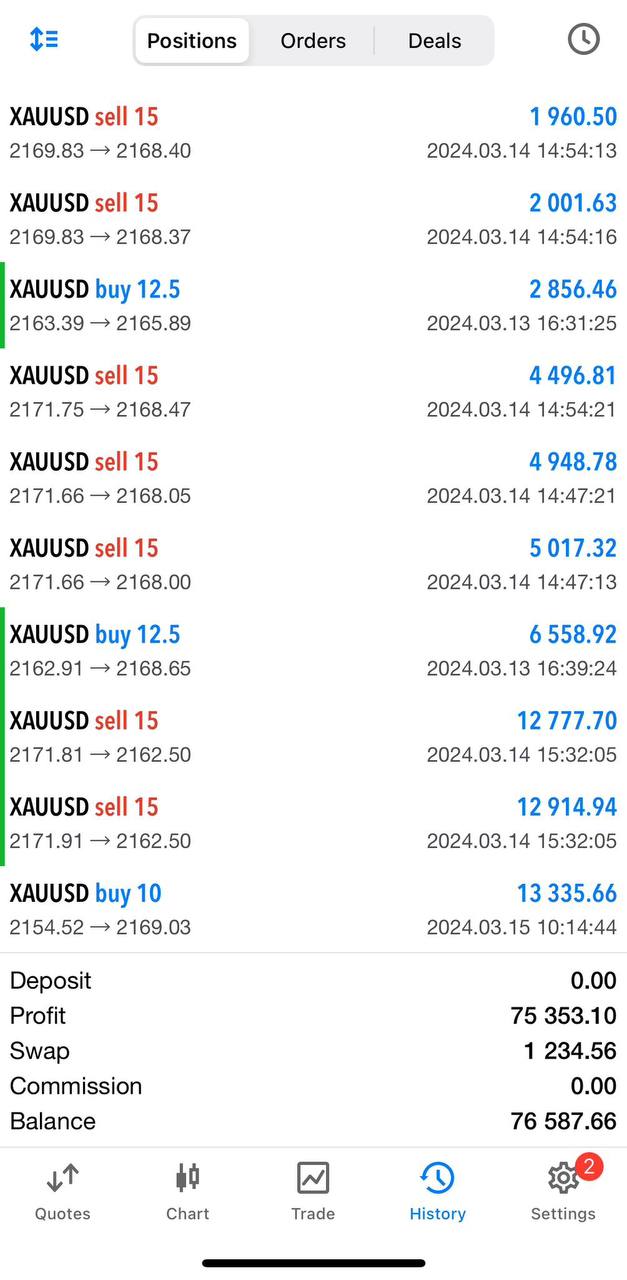 Positions Orders Deals
XAUUSD sell 15 1 960.50
2169.83 → 2168.40 2024.03.14 14:54:13
XAUUSD sell 15 2 001.63
2169.83 → 2168.37 2024.03.14 14:54:16
XAUUSD buy 12.5 2 856.46
2163.39 → 2165.89 2024.03.13 16:31:25
XAUUSD sell 15 4 496.81
2171.75 → 2168.47 2024.03.14 14:54:21
XAUUSD sell 15 4 948.78
2171.66 → 2168.05 2024.03.14 14:47:21
XAUUSD sell 15 5 017.32
2171.66 → 2168.00 2024.03.14 14:47:13
XAUUSD buy 12.5 6 558.92
2162.91 → 2168.65 2024.03.13 16:39:24
XAUUSD sell 15 12 777.70
2171.81 → 2162.50 2024.03.14 15:32:05
XAUUSD sell 15 12 914.94
2171.91 → 2162.50 2024.03.14 15:32:05
XAUUSD buy 10 13 335.66
2154.52 → 2169.03 2024.03.15 10:14:44
Deposit 0.00
Profit 75 353.10
Swap 1 234.56
Commission 0.00
Balance 76 587.66
2
Quotes Chart Trade History Settings